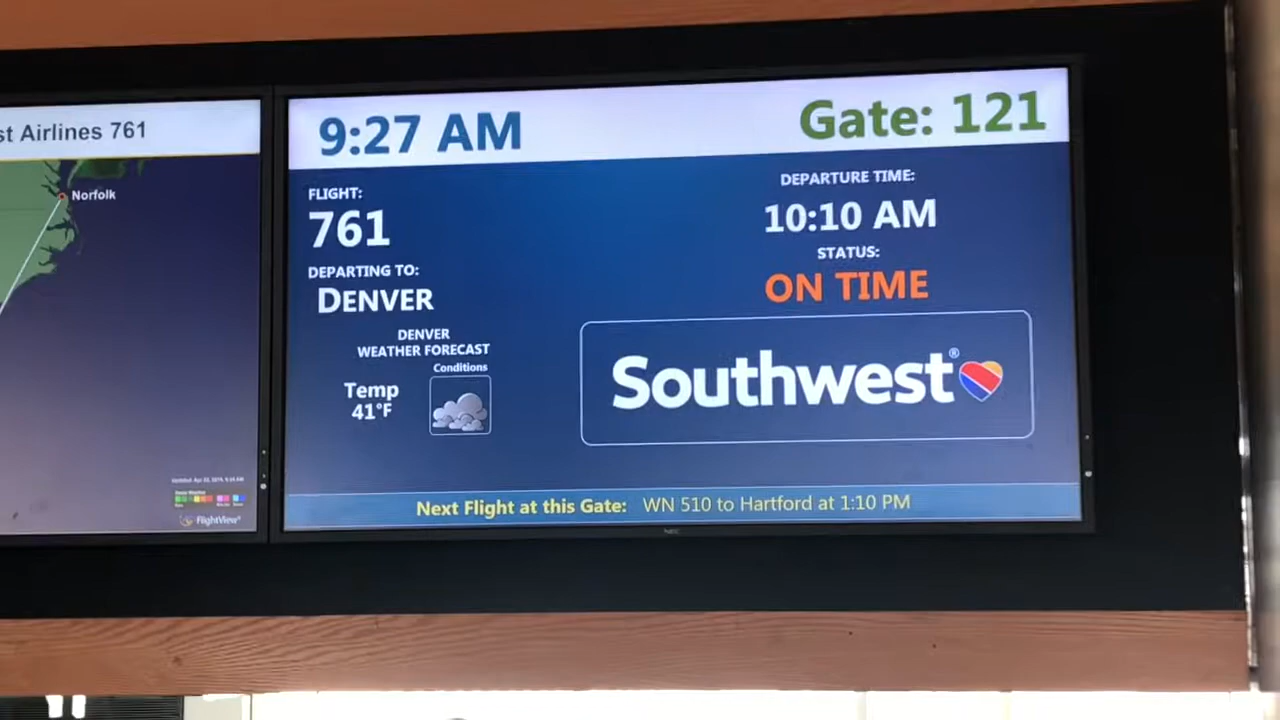 st Airlines 761
Norfolk
FlightView
9:27 AM
Gate: 121
FLIGHT:
761
DEPARTING TO:
DENVER
DENVER
WEATHER FORECAST
Conditions
Temp
41°F
DEPARTURE TIME:
10:10 AM
STATUS:
ON TIME
Southwest®
Next Flight at this Gate: WN 510 to Hartford at 1:10 PM
NEC